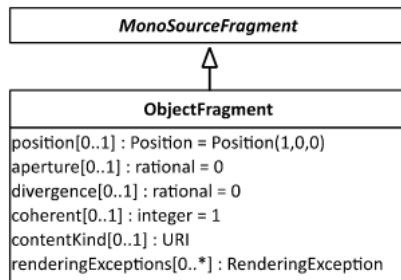 MonoSourceFragment
ObjectFragment
position[0..1] : Position = Position(1,0,0)
aperture[0..1] : rational = 0
divergence[0..1] : rational = 0
coherent[0..1] : integer = 1
contentKind[0..1] : URI
renderingExceptions[0..*] : RenderingException